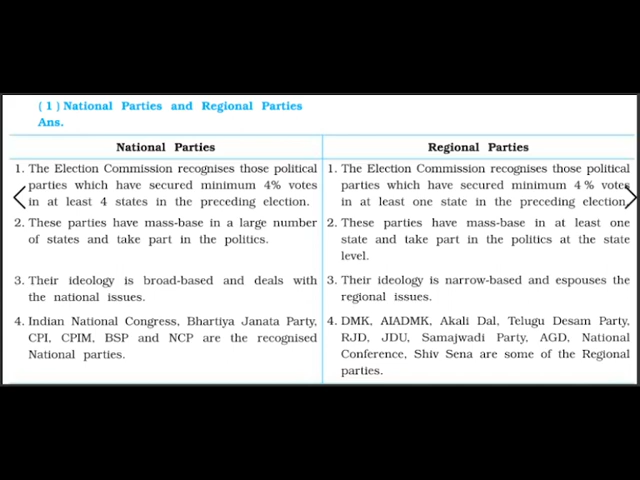 ( 1 ) National Parties and Regional Parties
Ans.
National Parties
1. The Election Commission recognises those political
parties which have secured minimum 4% votes
in at least 4 states in the preceding election.
2. These parties have mass-base in a large number
of states and take part in the politics.
3. Their ideology is broad-based and deals with
the national issues.
4. Indian National Congress, Bhartiya Janata Party,
CPI, CPIM, BSP and NCP are the recognised
National parties.
Regional Parties
1. The Election Commission recognises those political
parties which have secured minimum 4 % votes
in at least one state in the preceding election.
2. These parties have mass-base in at least one
state and take part in the politics at the state
level.
3. Their ideology is narrow-based and espouses the
regional issues.
4. DMK, AIADMK, Akali Dal, Telugu Desam Party,
RJD, JDU, Samajwadi Party, AGD, National
Conference, Shiv Sena are some of the Regional
parties.